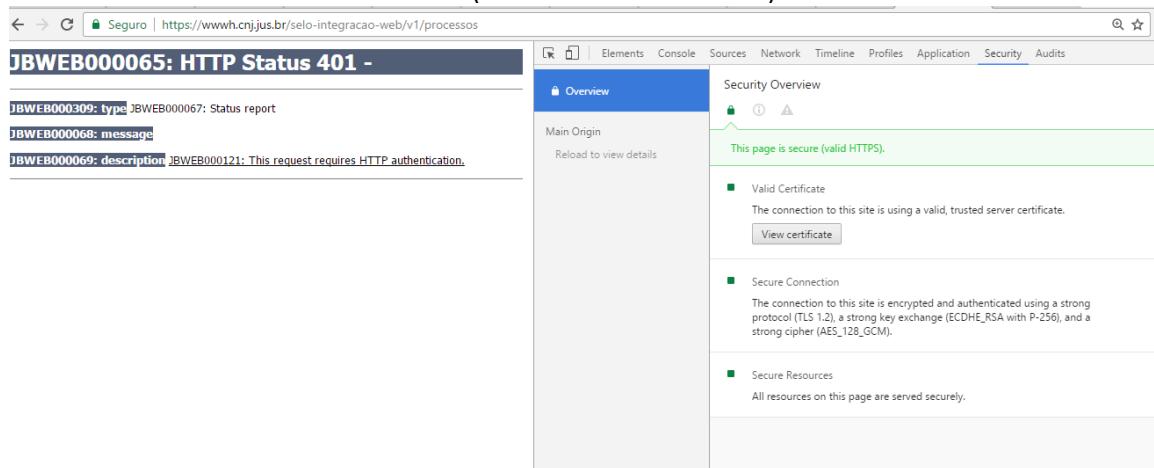 Seguro | https://wwwh.cnj.jus.br/selo-integracao-web/v1/processos
JBWEB000065: HTTP Status 401 -
JBWEB000309: type JBWEB000067: Status report
JBWEB000068: message
JBWEB000069: description JBWEB000121: This request requires HTTP authentication.
Elements Console Sources Network Timeline Profiles Application Security Audits
Overview
Main Origin
Reload to view details
Security Overview
This page is secure (valid HTTPS).
Valid Certificate
The connection to this site is using a valid, trusted server certificate.
View certificate
Secure Connection
The connection to this site is encrypted and authenticated using a strong
protocol (TLS 1.2), a strong key exchange (ECDHE_RSA with P-256), and a
strong cipher (AES_128_GCM).
Secure Resources
All resources on this page are served securely.